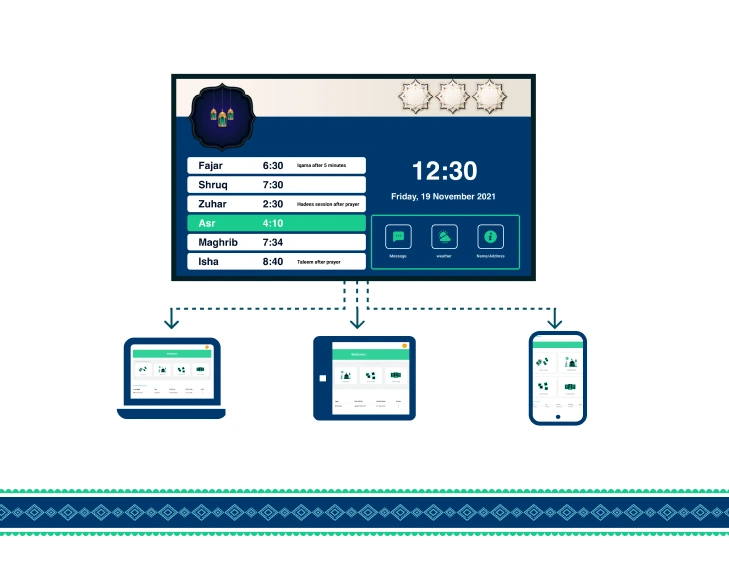 Fajar 6:30 Iqama after 5 minutes
Shruq 7:30
Zuhar 2:30 Hadees session after prayer
Asr 4:10
Maghrib 7:34
Isha 8:40 Taleem after prayer
12:30
Friday, 19 November 2021
Message weather Name/Address
Welcome
Welcome